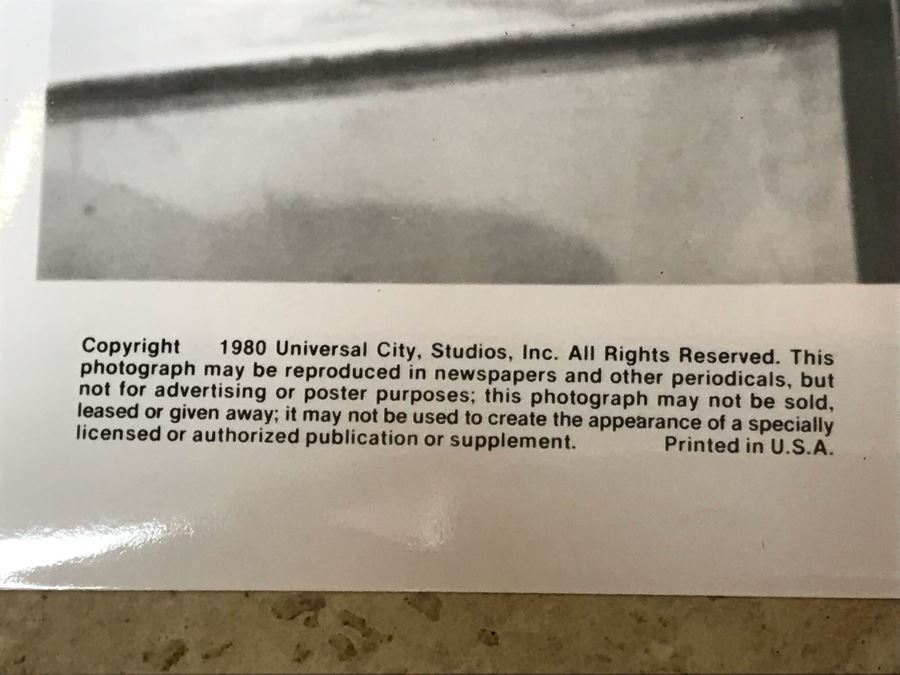 Copyright 1980 Universal City, Studios, Inc. All Rights Reserved. This
photograph may be reproduced in newspapers and other periodicals, but
not for advertising or poster purposes; this photograph may not be sold,
leased or given away; it may not be used to create the appearance of a specially
licensed or authorized publication or supplement. Printed in U.S.A.